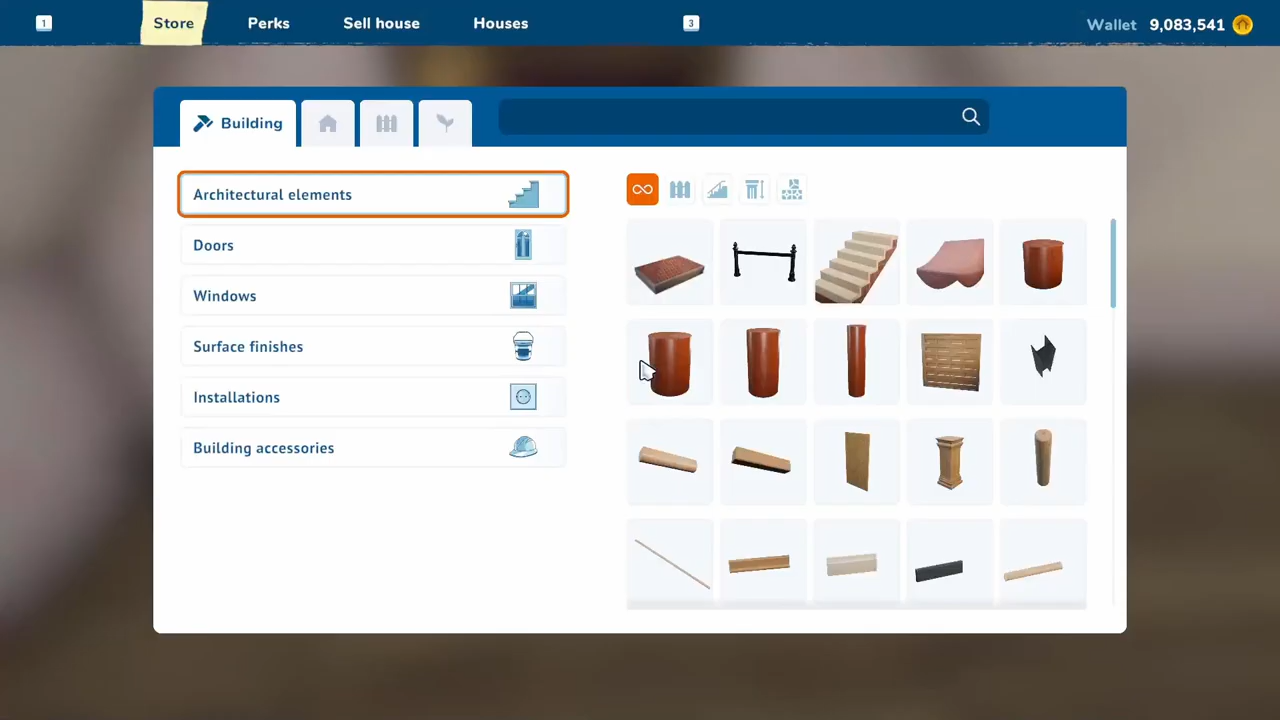 1 Store Perks Sell house Houses 3 Wallet 9,083,541
Building
Architectural elements
Doors
Windows
Surface finishes
Installations
Building accessories